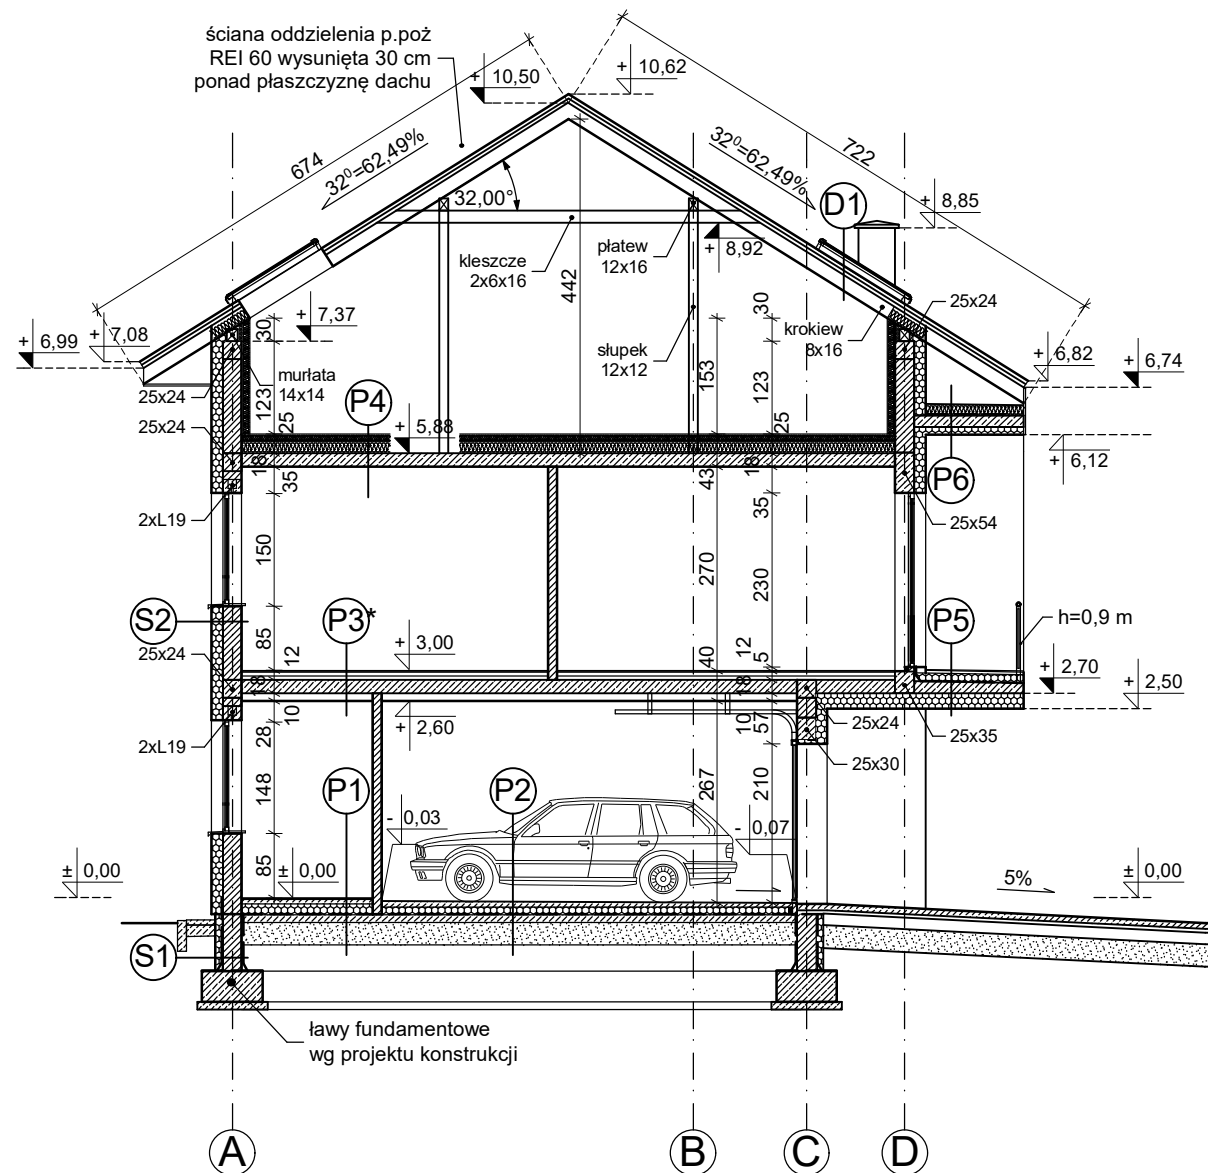 ściana oddzielenia p.poż
REI 60 wysunięta 30 cm
ponad płaszczyznę dachu
+ 10,50
+ 10,62
674
32⁰=62,49%
32⁰=62,49%
722
32,00°
D1
+ 8,85
kleszcze
2x6x16
442
płatew
12x16
+ 8,92
25x24
+ 6,99
+ 7,08
30
+ 7,37
słupek
12x12
153
30
krokiew
8x16
+ 6,82
+ 6,74
murłata
14x14
25x24
123
25
P4
123
25
25x24
+ 5,88
18
35
43
18
+ 6,12
P6
2xL19
35
25x54
150
270
230
S2
P3*
P5
h=0,9 m
85
25x24
12
+ 3,00
40
12
5
+ 2,70
18
18
+ 2,50
10
+ 2,60
10
57
25x24
25x35
2xL19
28
25x30
P1
P2
148
267
210
- 0,03
- 0,07
± 0,00
85
± 0,00
5%
± 0,00
S1
ławy fundamentowe
wg projektu konstrukcji
A
B
C
D